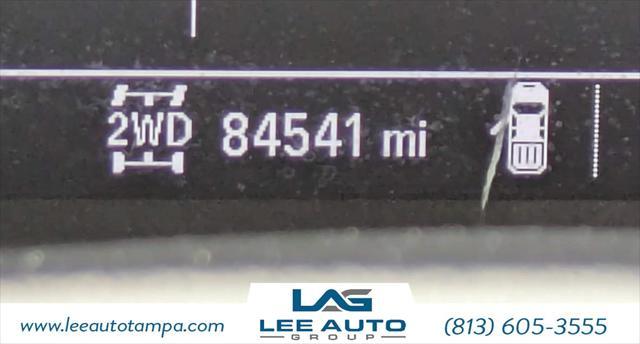 2WD 84541 mi
LAG
LEE AUTO
GROUP
www.leeautotampa.com
(813) 605-3555